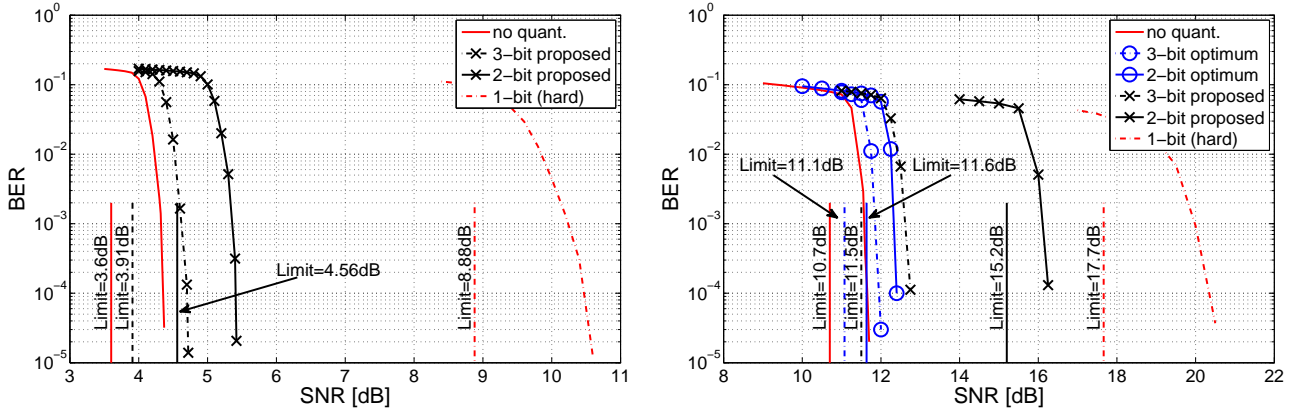 10^0
10^-1
10^-2
10^-3
10^-4
10^-5
BER
no quant.
3-bit proposed
2-bit proposed
1-bit (hard)
Limit=3.6dB
Limit=3.91dB
Limit=4.56dB
Limit=8.88dB
3 4 5 6 7 8 9 10 11
SNR [dB]
10^0
10^-1
10^-2
10^-3
10^-4
10^-5
BER
no quant.
3-bit optimum
2-bit optimum
3-bit proposed
2-bit proposed
1-bit (hard)
Limit=11.1dB
Limit=11.6dB
Limit=10.7dB
Limit=11.5dB
Limit=15.2dB
Limit=17.7dB
8 10 12 14 16 18 20 22
SNR [dB]